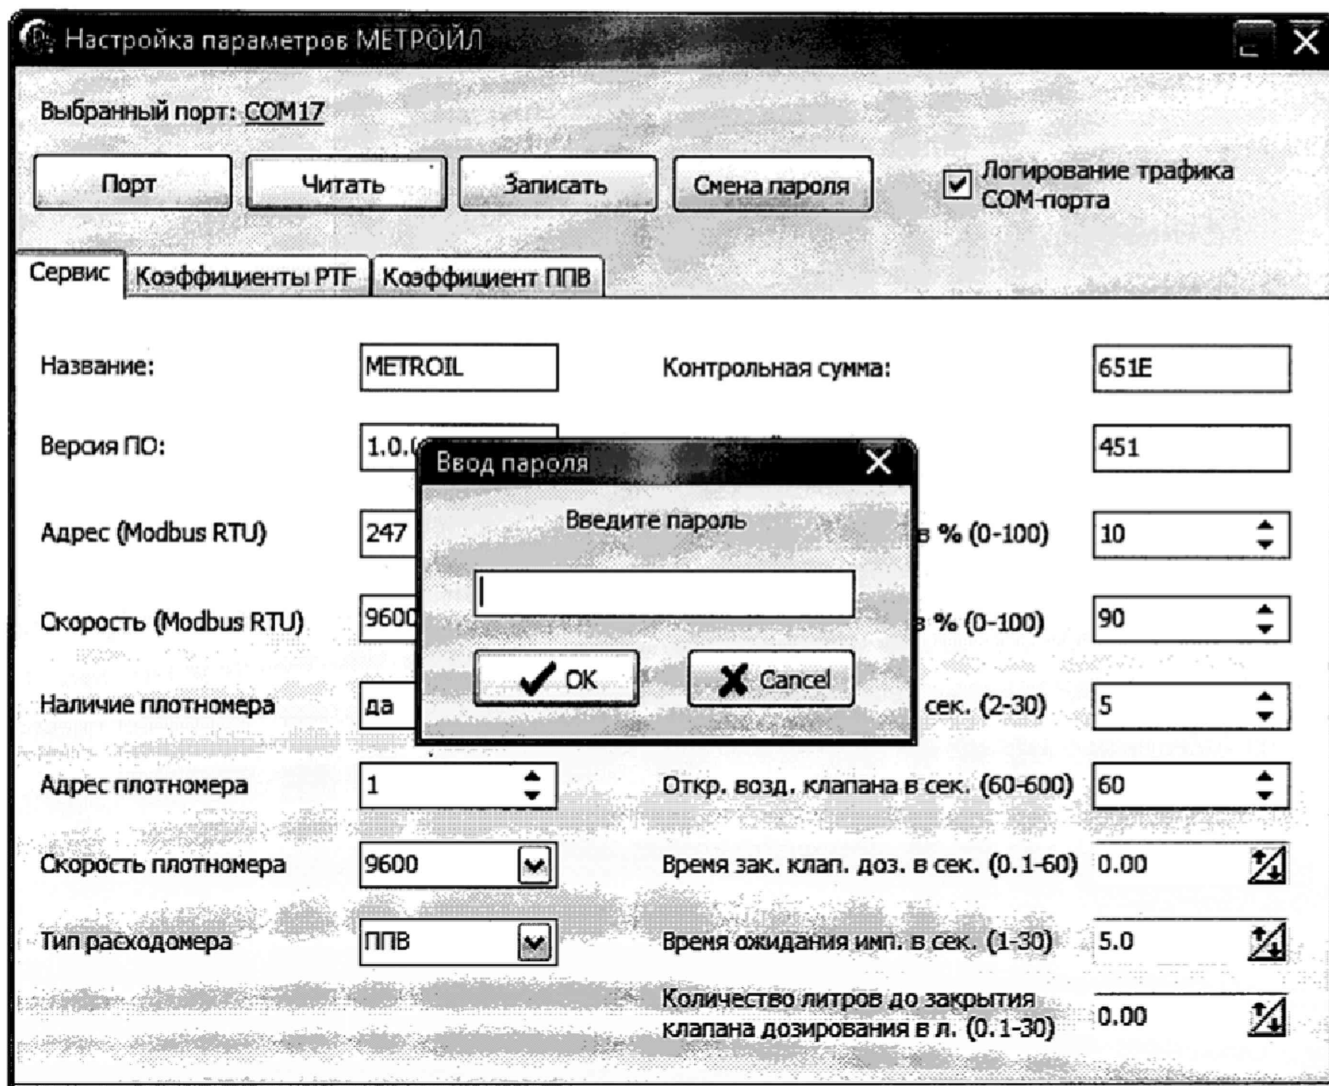 Настройка параметров МЕТРОЙЛ
Выбранный порт: COM17
Порт
Читать
Записать
Смена пароля
Логирование трафика
COM-порта
Сервис
Коэффициенты PTF
Коэффициент ППВ
Название:
METROIL
Контрольная сумма:
651E
Версия ПО:
1.0.
451
Ввод пароля
Введите пароль
OK
Cancel
Адрес (Modbus RTU)
247
в % (0-100)
10
Скорость (Modbus RTU)
9600
в % (0-100)
90
Наличие плотномера
да
сек. (2-30)
5
Адрес плотномера
1
Откр. возд. клапана в сек. (60-600)
60
Скорость плотномера
9600
Время зак. клап. доз. в сек. (0.1-60)
0.00
Тип расходомера
ППВ
Время ожидания имп. в сек. (1-30)
5.0
Количество литров до закрытия
клапана дозирования в л. (0.1-30)
0.00